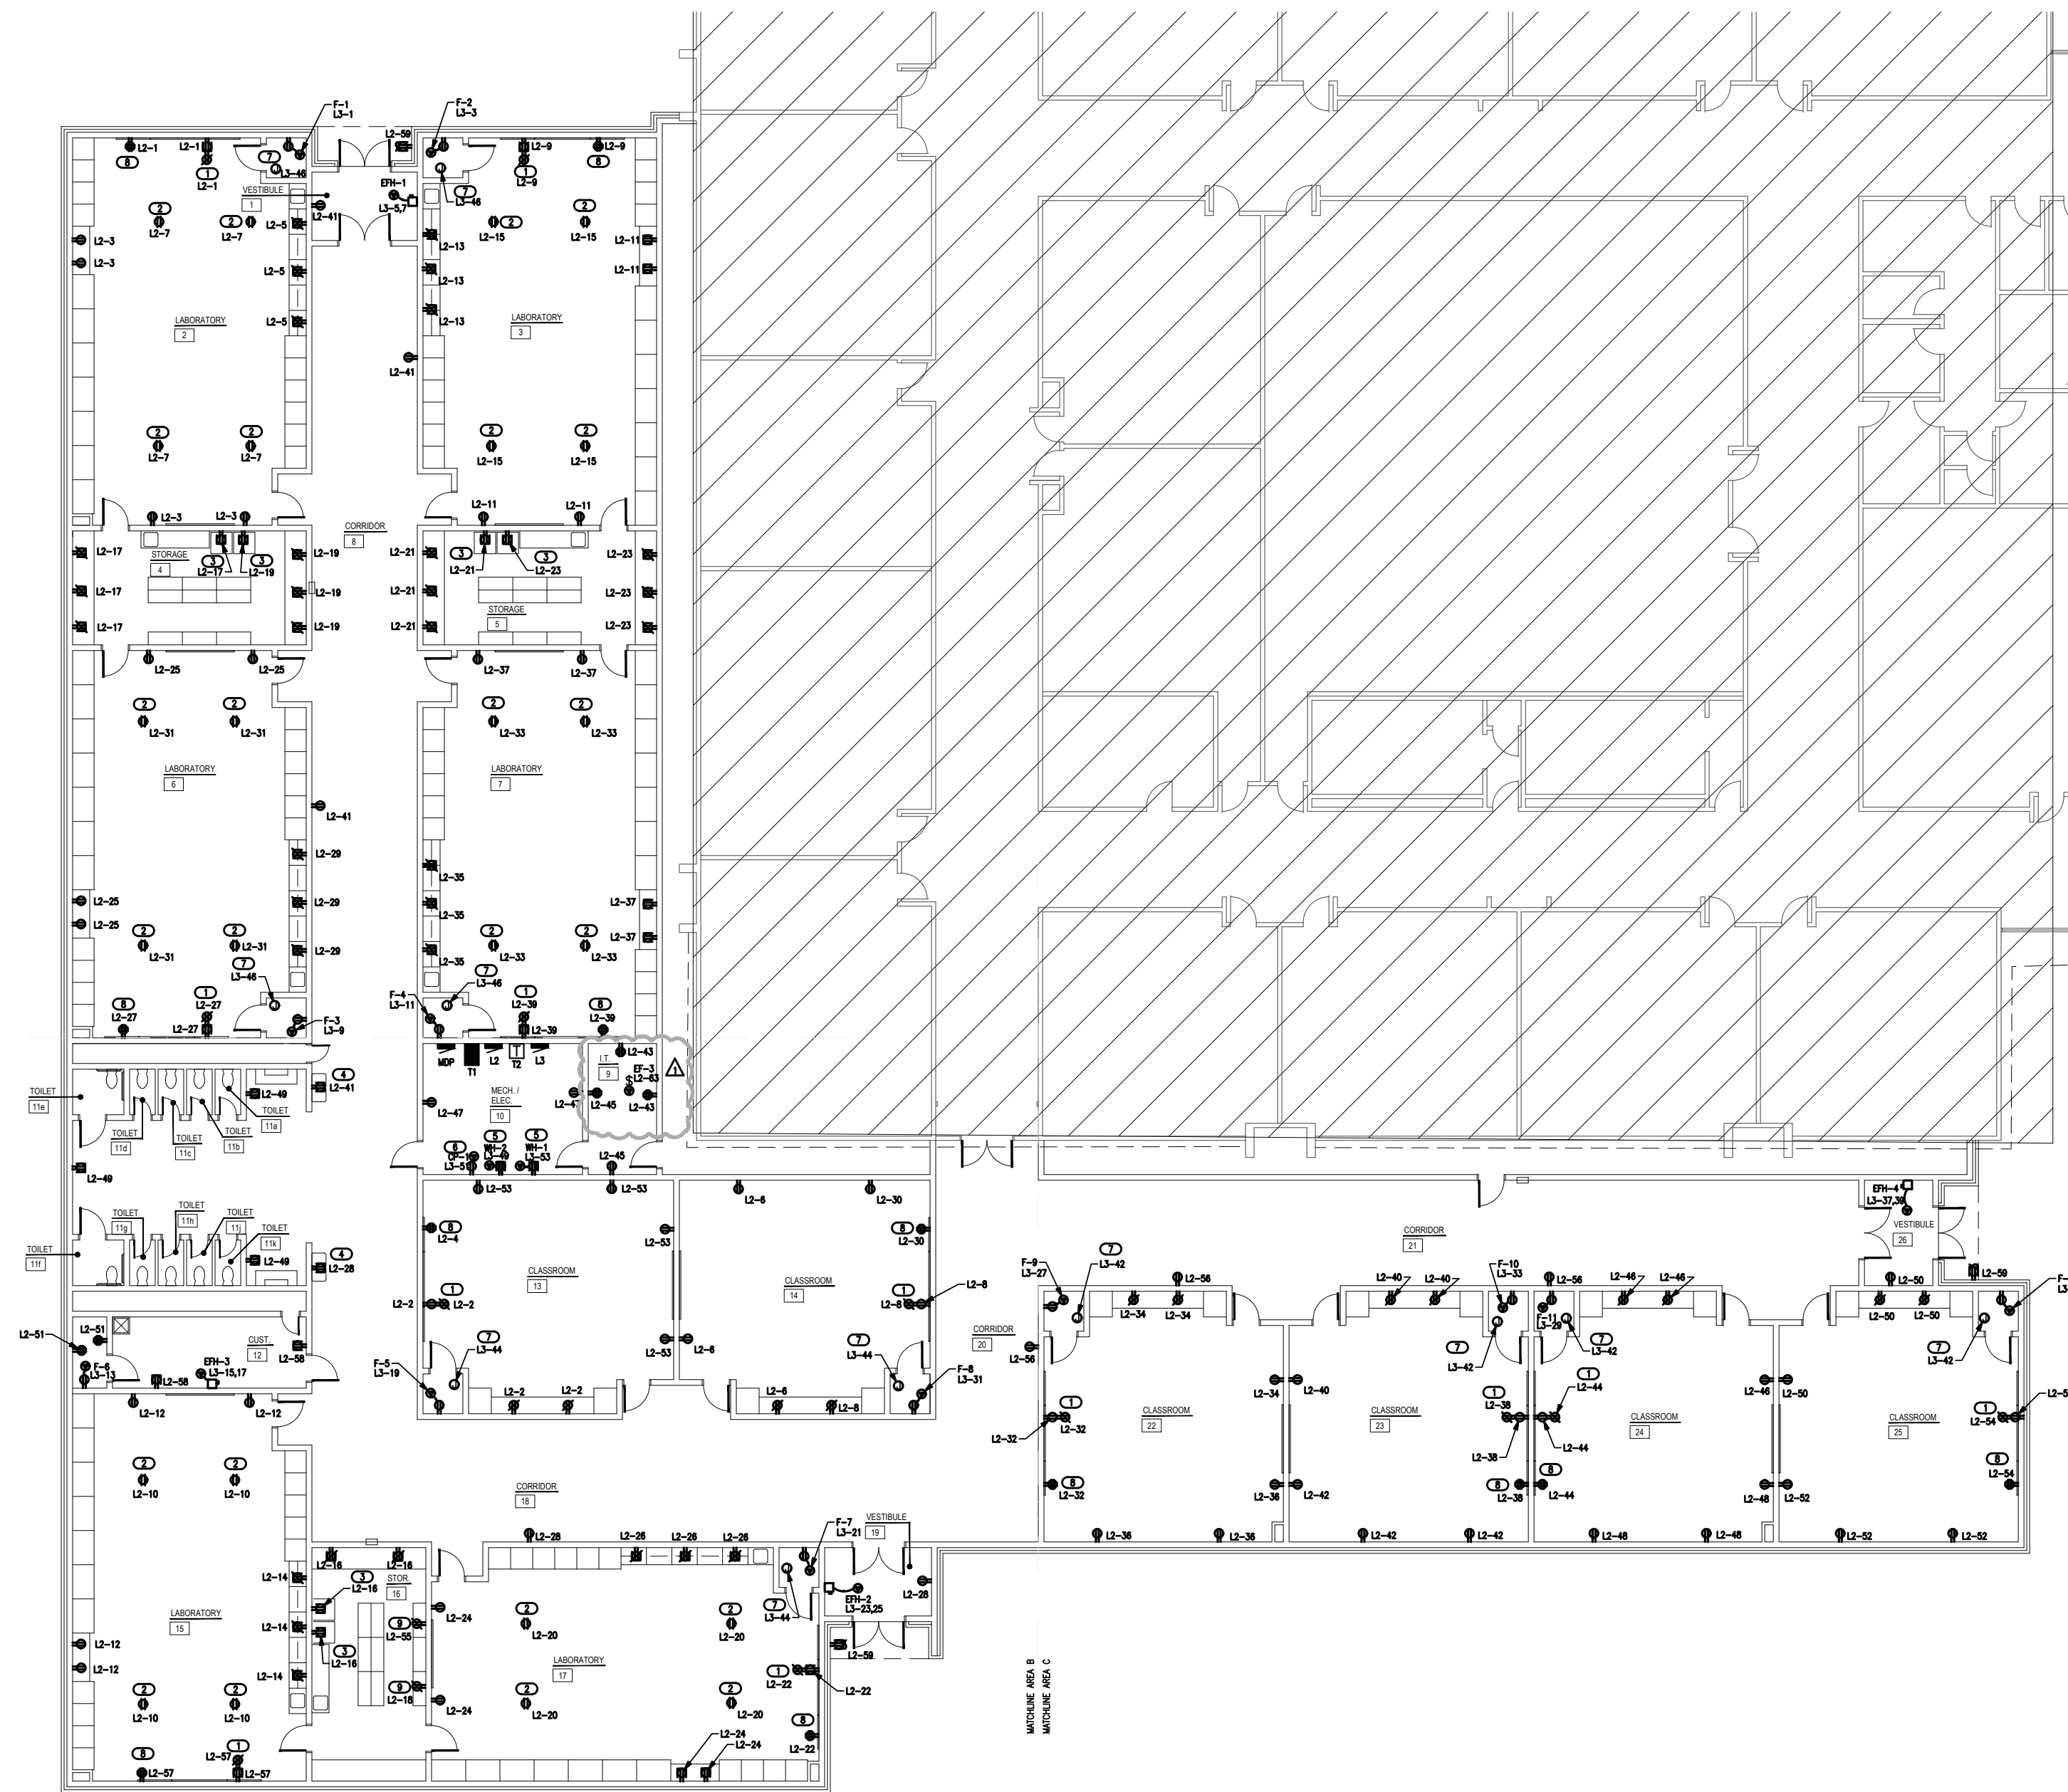 F-1
L3-1
F-2
L3-3
L2-1
L2-1
L2-59
L2-9
L2-9
8
1
L2-1
7
L3-46
1
L2-9
8
VESTIBULE
1
EFH-1
L3-5,7
7
L3-46
L2-41
2
L2-7
2
L2-7
L2-5
L2-13
L2-15
2
2
L2-15
L2-11
L2-3
L2-3
L2-5
L2-13
L2-11
L2-5
L2-13
LABORATORY
2
LABORATORY
3
L2-41
2
L2-7
2
L2-7
2
L2-15
2
L2-15
L2-3
L2-3
L2-11
L2-11
CORRIDOR
8
L2-17
STORAGE
4
3
L2-17
3
L2-19
L2-19
L2-21
3
L2-21
3
L2-23
L2-23
L2-17
L2-19
L2-21
L2-23
STORAGE
5
L2-17
L2-19
L2-21
L2-23
L2-25
L2-25
L2-37
L2-37
2
L2-31
2
L2-31
2
L2-33
2
L2-33
LABORATORY
6
LABORATORY
7
L2-41
L2-29
L2-35
L2-25
L2-25
L2-29
L2-35
L2-37
L2-37
2
L2-31
2
L2-31
L2-29
L2-35
2
L2-33
2
L2-33
7
L3-46
7
L3-46
8
L2-27
1
L2-27
L2-27
F-3
L3-9
F-4
L3-11
1
L2-39
L2-39
8
L2-39
MDP
T1
L2
T
T2
L3
I.T.
9
L2-43
EF-3
L2-63
$
L2-43
L2-45
1
MECH. /
ELEC.
10
L2-47
L2-47
4
L2-41
TOILET
11e
L2-49
TOILET
11a
TOILET
11b
TOILET
11c
TOILET
11d
6
CP-1
L3-51
5
WH-2
L3-49
5
WH-1
L3-53
L2-45
L2-49
L2-53
L2-53
L2-6
L2-30
TOILET
11f
11g
TOILET
11h
TOILET
11j
TOILET
11k
L2-49
4
L2-28
8
L2-4
L2-53
8
L2-30
CLASSROOM
13
CLASSROOM
14
L2-2
1
L2-2
1
L2-8
L2-8
L2-53
L2-6
7
L3-44
7
L3-44
F-5
L3-19
L2-2
L2-2
L2-6
L2-8
F-8
L3-31
L2-51
L2-51
CUST.
12
L2-58
F-6
L3-13
EFH-3
L3-15,17
L2-58
L2-12
L2-12
CORRIDOR
20
CORRIDOR
21
EFH-4
L3-37,39
VESTIBULE
26
F-9
L3-27
7
L3-42
L2-56
L2-40
L2-40
F-10
L3-33
L2-56
L2-46
L2-46
L2-50
L2-59
L2-34
L2-34
F-11
L3-29
7
L3-42
7
L3-42
L2-50
L2-50
7
L3-42
L2-56
L2-34
L2-40
1
L2-38
1
L2-44
L2-46
L2-50
1
L2-32
L2-32
CLASSROOM
22
CLASSROOM
23
L2-38
L2-44
CLASSROOM
24
CLASSROOM
25
1
L2-54
8
L2-32
L2-36
L2-42
8
L2-38
8
L2-44
L2-48
L2-52
8
L2-54
L2-36
L2-36
L2-42
L2-42
L2-48
L2-48
L2-52
L2-52
2
L2-10
2
L2-10
CORRIDOR
18
L2-28
L2-26
L2-26
L2-26
F-7
L3-21
VESTIBULE
19
L2-16
L2-16
L2-14
3
L2-16
STOR.
16
7
L3-44
EFH-2
L3-23,25
L2-28
L2-24
LABORATORY
15
L2-14
9
L2-55
2
L2-20
2
L2-20
L2-12
L2-12
3
L2-16
L2-59
L2-14
LABORATORY
17
1
L2-22
L2-22
2
L2-10
2
L2-10
9
L2-18
L2-24
2
L2-20
2
L2-20
8
L2-22
8
L2-57
1
L2-57
L2-57
L2-24
L2-24
MATCHLINE AREA B
MATCHLINE AREA C